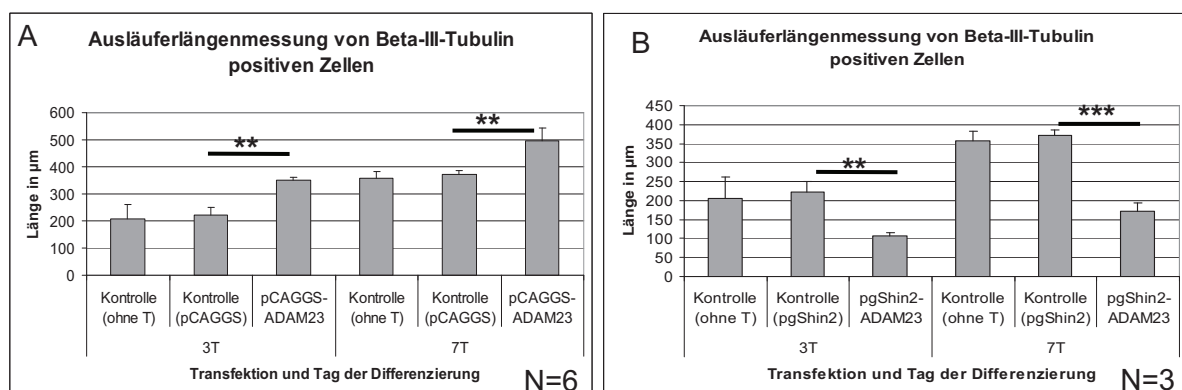 A
Ausläuferlängenmessung von Beta-III-Tubulin
positiven Zellen
Länge in µm
600
500
400
300
200
100
0
**
**
Kontrolle
(ohne T)
Kontrolle
(pCAGGS)
pCAGGS-
ADAM23
Kontrolle
(ohne T)
Kontrolle
(pCAGGS)
pCAGGS-
ADAM23
3T
7T
Transfektion und Tag der Differenzierung
N=6
B
Ausläuferlängenmessung von Beta-III-Tubulin
positiven Zellen
Länge in µm
450
400
350
300
250
200
150
100
50
0
**
***
Kontrolle
(ohne T)
Kontrolle
(pgShin2)
pgShin2-
ADAM23
Kontrolle
(ohne T)
Kontrolle
(pgShin2)
pgShin2-
ADAM23
3T
7T
Transfektion und Tag der Differenzierung
N=3